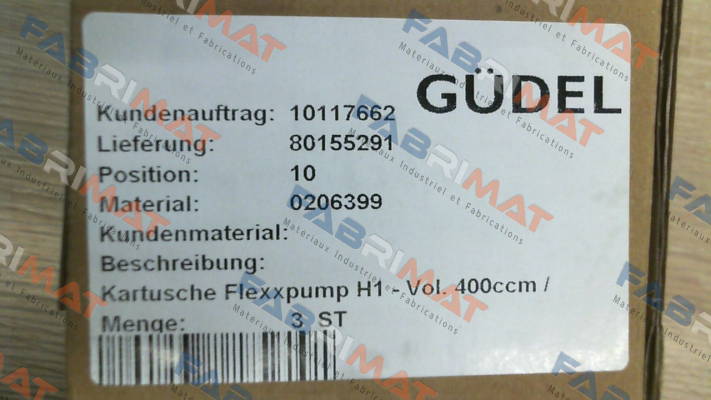 GÜDEL
Kundenauftrag: 10117662
Lieferung: 80155291
Position: 10
Material: 0206399
Kundenmaterial:
Beschreibung:
Kartusche Flexxpump H1 - Vol. 400ccm /
Menge: 3 ST
FABRIMAT
Materiaux Industriel et Fabrications